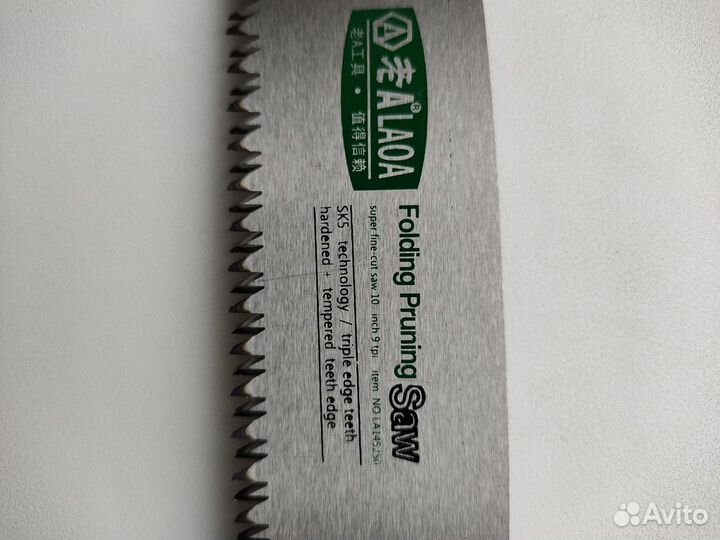 老A®LAOA
老A工具 • 值得信赖
Folding Pruning Saw
super fine-cut saw 10 inch 9 tpi item NO LA145250
SK5 technology / triple edge teeth
hardened + tempered teeth edge
Avito